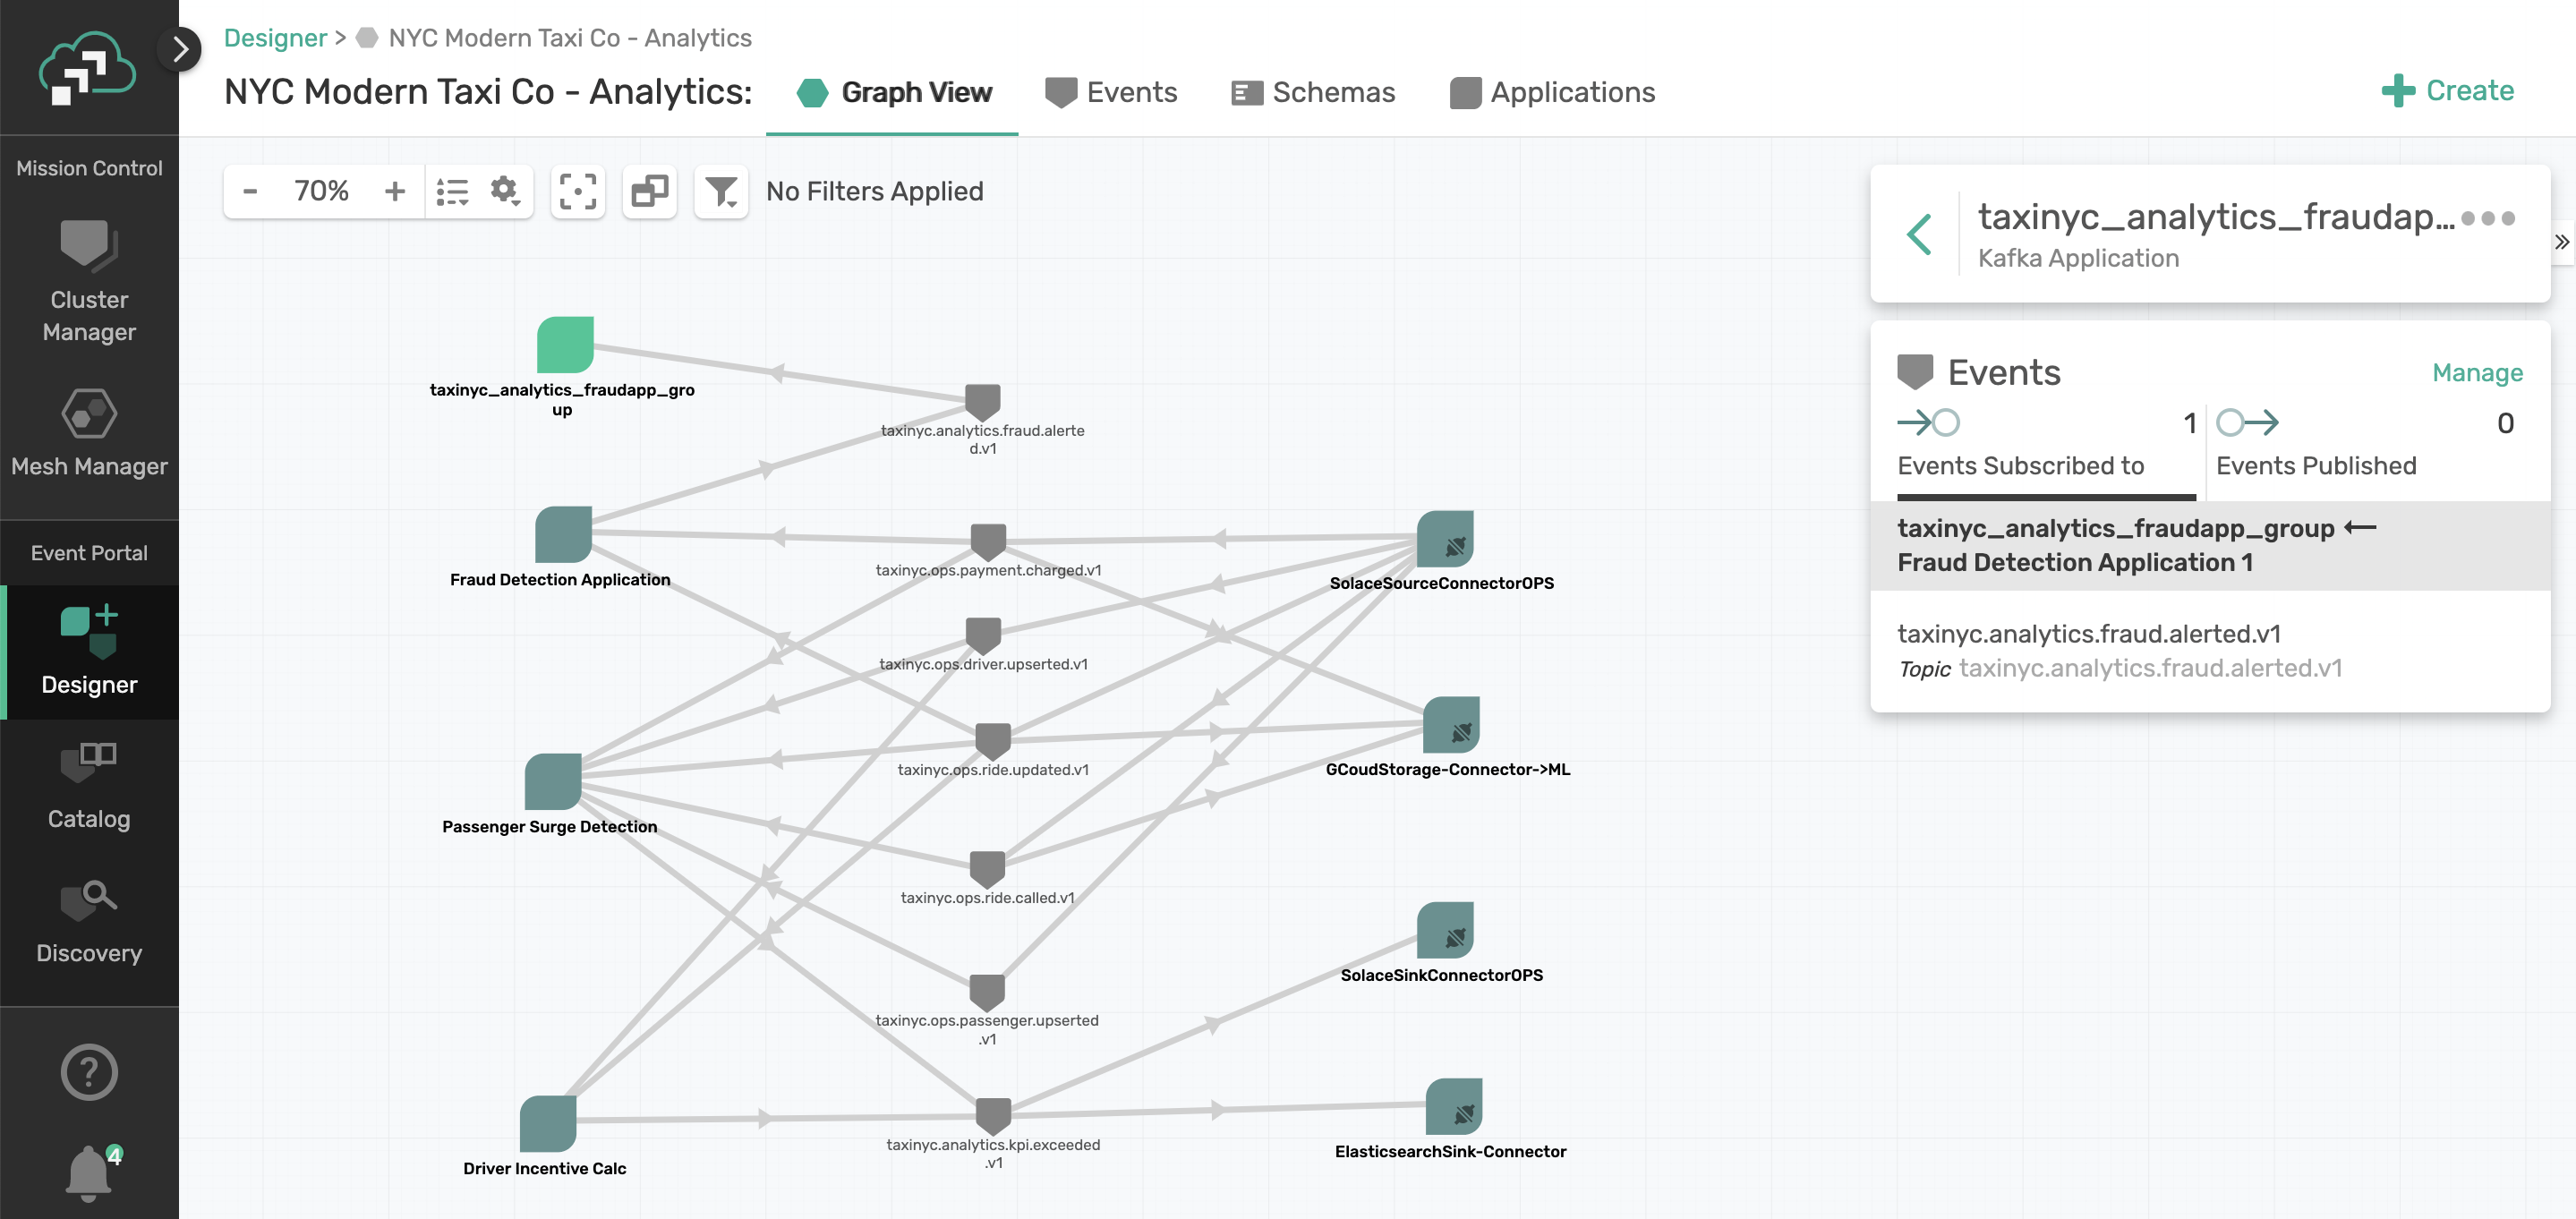 Designer > NYC Modern Taxi Co - Analytics
NYC Modern Taxi Co - Analytics:
Graph View
Events
Schemas
Applications
Create
Mission Control
Cluster
Manager
Mesh Manager
Event Portal
Designer
Catalog
Discovery
?
4
- 70% +
No Filters Applied
taxinyc_analytics_fraudapp_gro
up
taxinyc.analytics.fraud.alerte
d.v1
Fraud Detection Application
taxinyc.ops.payment.charged.v1
SolaceSourceConnectorOPS
taxinyc.ops.driver.upserted.v1
taxinyc.ops.ride.updated.v1
GCoudStorage-Connector->ML
Passenger Surge Detection
taxinyc.ops.ride.called.v1
SolaceSinkConnectorOPS
taxinyc.ops.passenger.upserted
.v1
taxinyc.analytics.kpi.exceeded
.v1
ElasticsearchSink-Connector
Driver Incentive Calc
taxinyc_analytics_fraudap...
Kafka Application
Events
Manage
1
Events Subscribed to
0
Events Published
taxinyc_analytics_fraudapp_group ←
Fraud Detection Application 1
taxinyc.analytics.fraud.alerted.v1
Topic taxinyc.analytics.fraud.alerted.v1